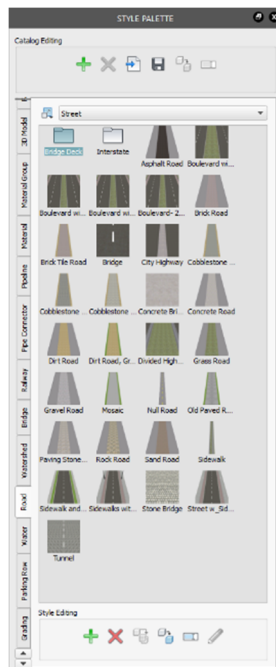 STYLE PALETTE
Catalog Editing
Street
3D Model
Material Group
Material
Pipeline
Pipe Connector
Railway
Bridge
Watershed
Road
Water
Parking Row
Grading
Bridge Deck Interstate Asphalt Road Boulevard wi...
Boulevard wi... Boulevard wi... Boulevard- 2... Brick Road
Brick Tile Road Bridge City Highway Cobblestone ...
Cobblestone ... Cobblestone ... Concrete Bri... Concrete Road
Dirt Road Dirt Road, Gr... Divided High... Grass Road
Gravel Road Mosaic Null Road Old Paved R...
Paving Stone... Rock Road Sand Road Sidewalk
Sidewalk and... Sidewalks wit... Stone Bridge Street w_Sid...
Tunnel
Style Editing